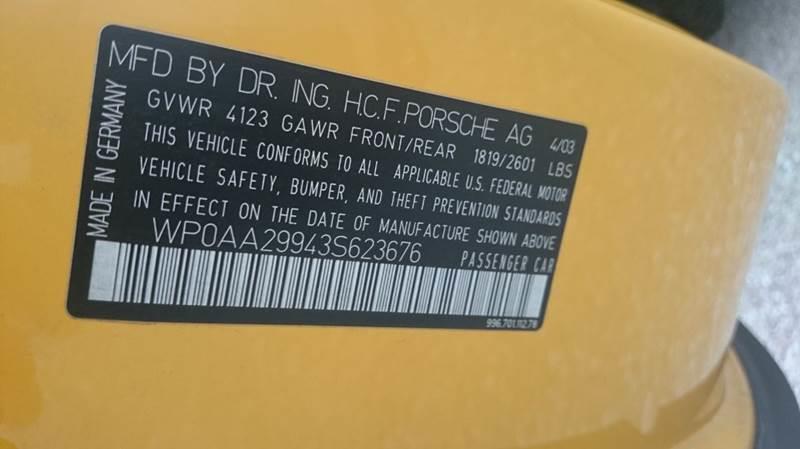 MFD BY DR. ING. H.C.F.PORSCHE AG 4/03
GVWR 4123 GAWR FRONT/REAR 1819/2601 LBS
THIS VEHICLE CONFORMS TO ALL APPLICABLE U.S. FEDERAL MOTOR
VEHICLE SAFETY, BUMPER, AND THEFT PREVENTION STANDARDS
IN EFFECT ON THE DATE OF MANUFACTURE SHOWN ABOVE
WP0AA29943S623676 PASSENGER CAR
996.701.112.78
MADE IN GERMANY